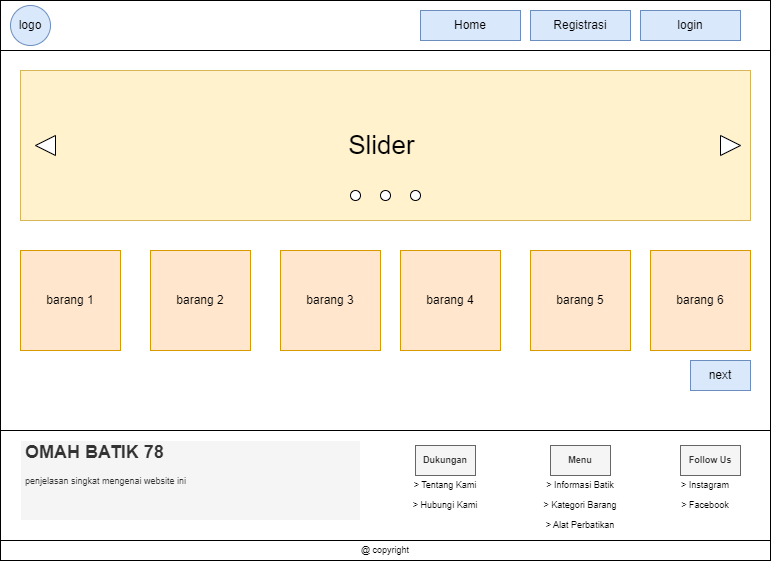 logo
Home
Registrasi
login
Slider
barang 1
barang 2
barang 3
barang 4
barang 5
barang 6
next
OMAH BATIK 78
penjelasan singkat mengenai website ini
Dukungan
> Tentang Kami
> Hubungi Kami
Menu
> Informasi Batik
> Kategori Barang
> Alat Perbatikan
Follow Us
> Instagram
> Facebook
@ copyright